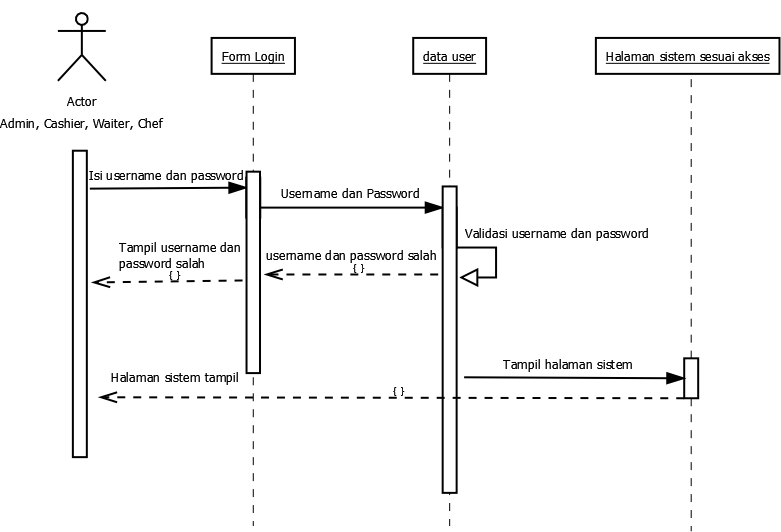 Form Login
data user
Halaman sistem sesuai akses
Actor
Admin, Cashier, Waiter, Chef
Isi username dan password
Username dan Password
Validasi username dan password
Tampil username dan
password salah
{ }
username dan password salah
{ }
Tampil halaman sistem
Halaman sistem tampil
{ }